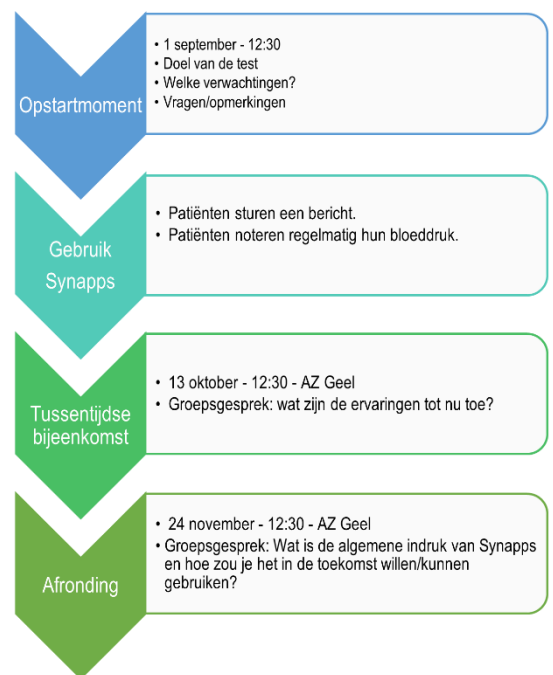 Opstartmoment
• 1 september - 12:30
• Doel van de test
• Welke verwachtingen?
• Vragen/opmerkingen
Gebruik
Synapps
• Patiënten sturen een bericht.
• Patiënten noteren regelmatig hun bloeddruk.
Tussentijdse
bijeenkomst
• 13 oktober - 12:30 - AZ Geel
• Groepsgesprek: wat zijn de ervaringen tot nu toe?
Afronding
• 24 november - 12:30 - AZ Geel
• Groepsgesprek: Wat is de algemene indruk van Synapps
en hoe zou je het in de toekomst willen/kunnen
gebruiken?